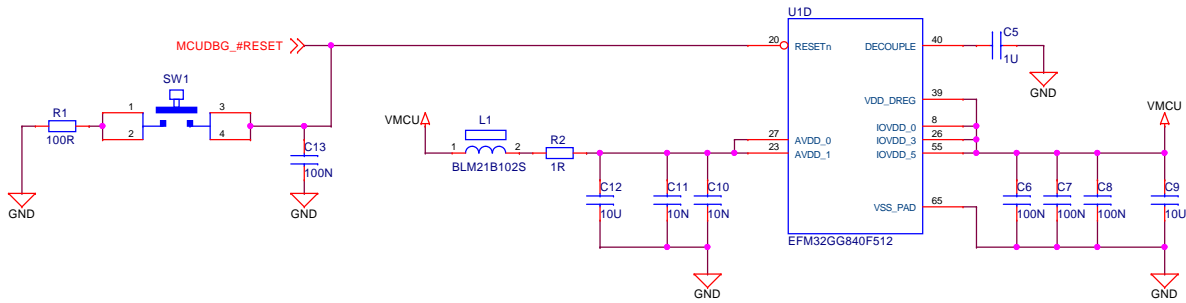 U1D
MCUDBG_#RESET
20
RESETn
DECOUPLE
40
C5
1U
GND
SW1
R1
100R
1
2
3
4
C13
100N
GND
GND
VMCU
L1
1
2
BLM21B102S
R2
1R
27
AVDD_0
23
AVDD_1
VDD_DREG
39
IOVDD_0
8
IOVDD_3
26
IOVDD_5
55
VMCU
C12
10U
C11
10N
C10
10N
GND
VSS_PAD
65
C6
100N
C7
100N
C8
100N
C9
10U
GND
EFM32GG840F512